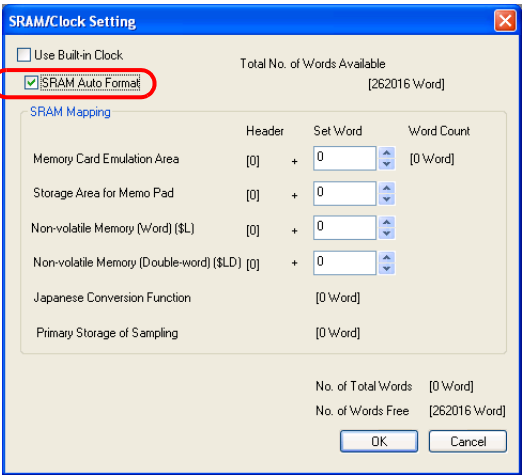 SRAM/Clock Setting
Use Built-in Clock
Total No. of Words Available
SRAM Auto Format
[262016 Word]
SRAM Mapping
Header Set Word Word Count
Memory Card Emulation Area [0] + 0 [0 Word]
Storage Area for Memo Pad [0] + 0
Non-volatile Memory (Word) ($L) [0] + 0
Non-volatile Memory (Double-word) ($LD) [0] + 0
Japanese Conversion Function [0 Word]
Primary Storage of Sampling [0 Word]
No. of Total Words [0 Word]
No. of Words Free [262016 Word]
OK Cancel